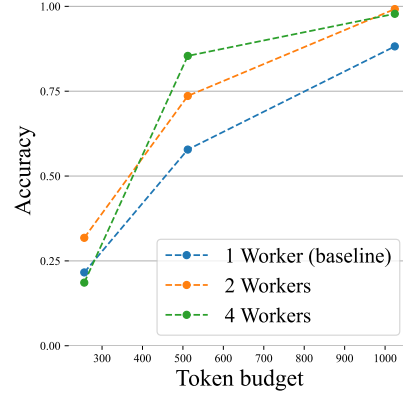 1.00
0.75
0.50
0.25
0.00
Accuracy
1 Worker (baseline)
2 Workers
4 Workers
300 400 500 600 700 800 900 1000
Token budget